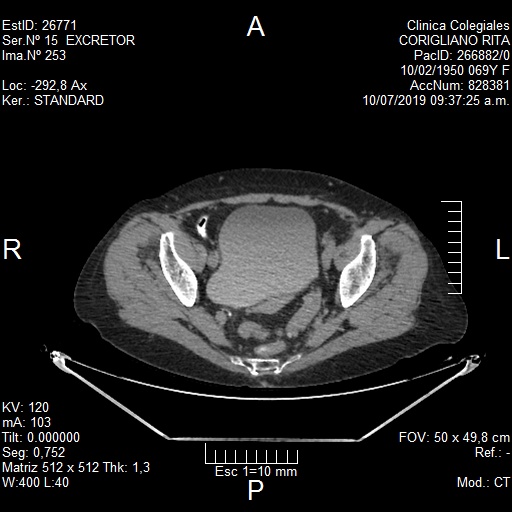 EstID: 26771
Ser.Nº 15  EXCRETOR
Ima.Nº 253
Loc: -292,8 Ax
Ker.: STANDARD
A
Clinica Colegiales
CORIGLIANO RITA
PacID: 266882/0
10/02/1950 069Y F
AccNum: 828381
10/07/2019 09:37:25 a.m.
R
L
KV: 120
mA: 103
Tilt: 0.000000
Seg: 0,752
Matriz 512 x 512 Thk: 1,3
W:400 L:40
Esc 1=10 mm
P
FOV: 50 x 49,8 cm
Ref.: -
Mod.: CT